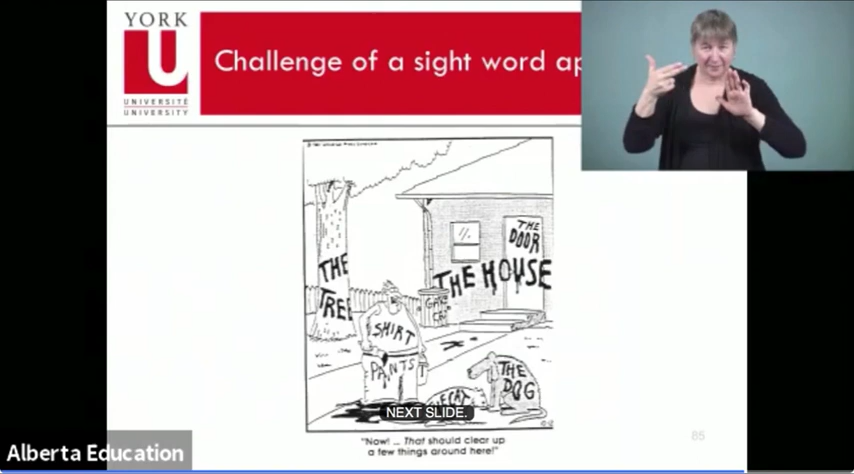 YORK
U
UNIVERSITÉ
UNIVERSITY
Challenge of a sight word ap
THE
DOOR
THE HOUSE
THE
TREE
SHIRT
PANTS
THE
DOG
NEXT SLIDE.
"Now! ... That should clear up
a few things around here!"
85
Alberta Education